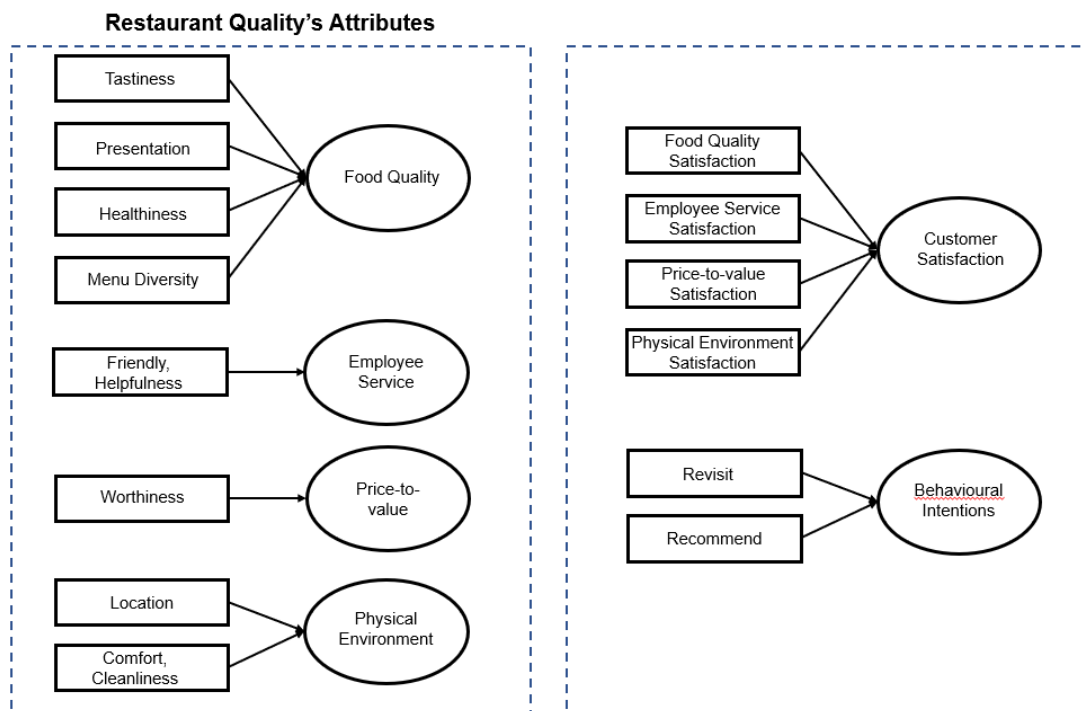 Restaurant Quality's Attributes
Tastiness
Presentation
Healthiness
Menu Diversity
Food Quality
Friendly,
Helpfulness
Employee
Service
Worthiness
Price-to-
value
Location
Comfort,
Cleanliness
Physical
Environment
Food Quality
Satisfaction
Employee Service
Satisfaction
Price-to-value
Satisfaction
Physical Environment
Satisfaction
Customer
Satisfaction
Revisit
Recommend
Behavioural
Intentions